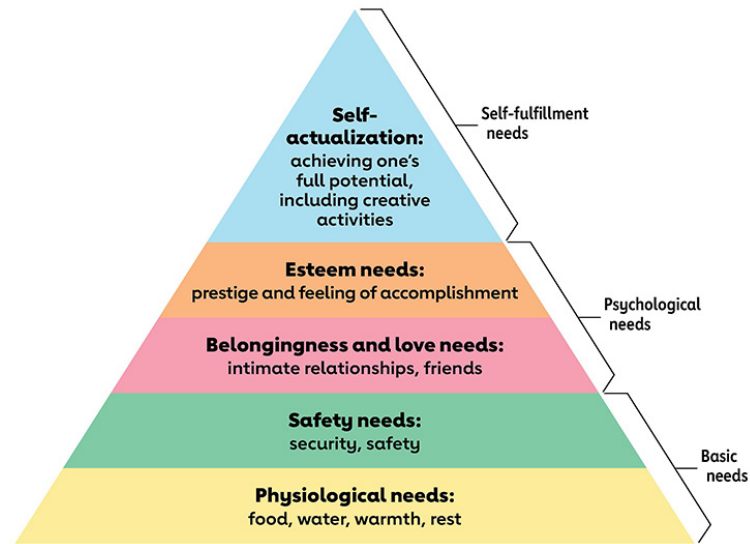 Self-
actualization:
achieving one's
full potential,
including creative
activities
Self-fulfillment
needs
Esteem needs:
prestige and feeling of accomplishment
Psychological
needs
Belongingness and love needs:
intimate relationships, friends
Safety needs:
security, safety
Basic
needs
Physiological needs:
food, water, warmth, rest